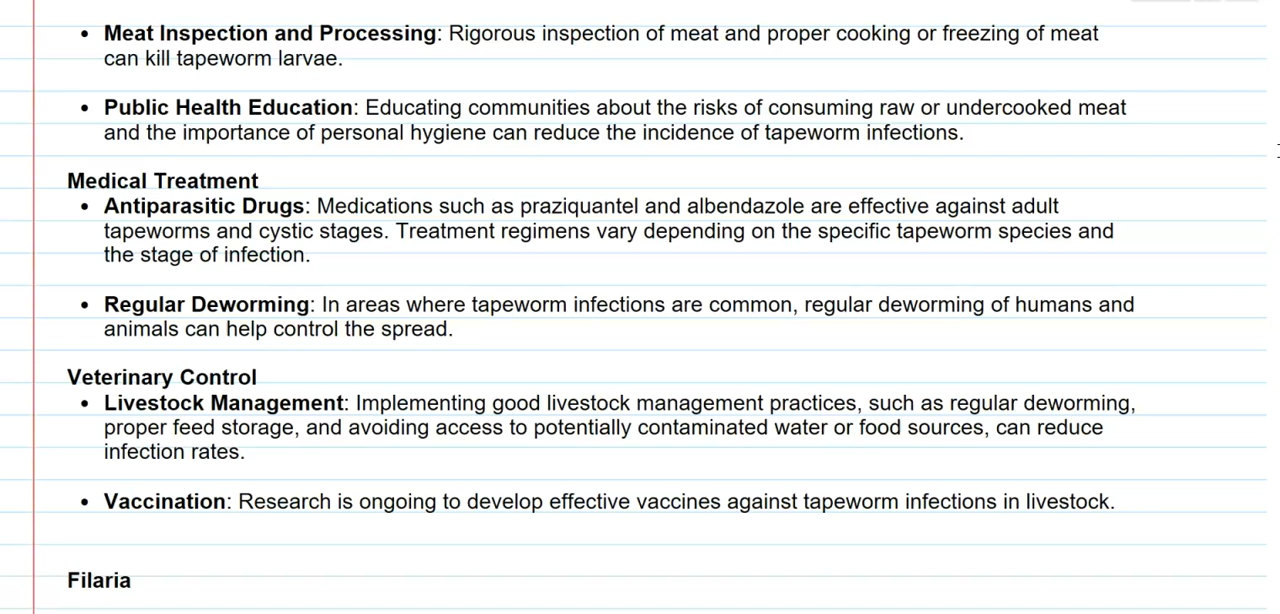 • Meat Inspection and Processing: Rigorous inspection of meat and proper cooking or freezing of meat
can kill tapeworm larvae.
• Public Health Education: Educating communities about the risks of consuming raw or undercooked meat
and the importance of personal hygiene can reduce the incidence of tapeworm infections.
Medical Treatment
• Antiparasitic Drugs: Medications such as praziquantel and albendazole are effective against adult
tapeworms and cystic stages. Treatment regimens vary depending on the specific tapeworm species and
the stage of infection.
• Regular Deworming: In areas where tapeworm infections are common, regular deworming of humans and
animals can help control the spread.
Veterinary Control
• Livestock Management: Implementing good livestock management practices, such as regular deworming,
proper feed storage, and avoiding access to potentially contaminated water or food sources, can reduce
infection rates.
• Vaccination: Research is ongoing to develop effective vaccines against tapeworm infections in livestock.
Filaria